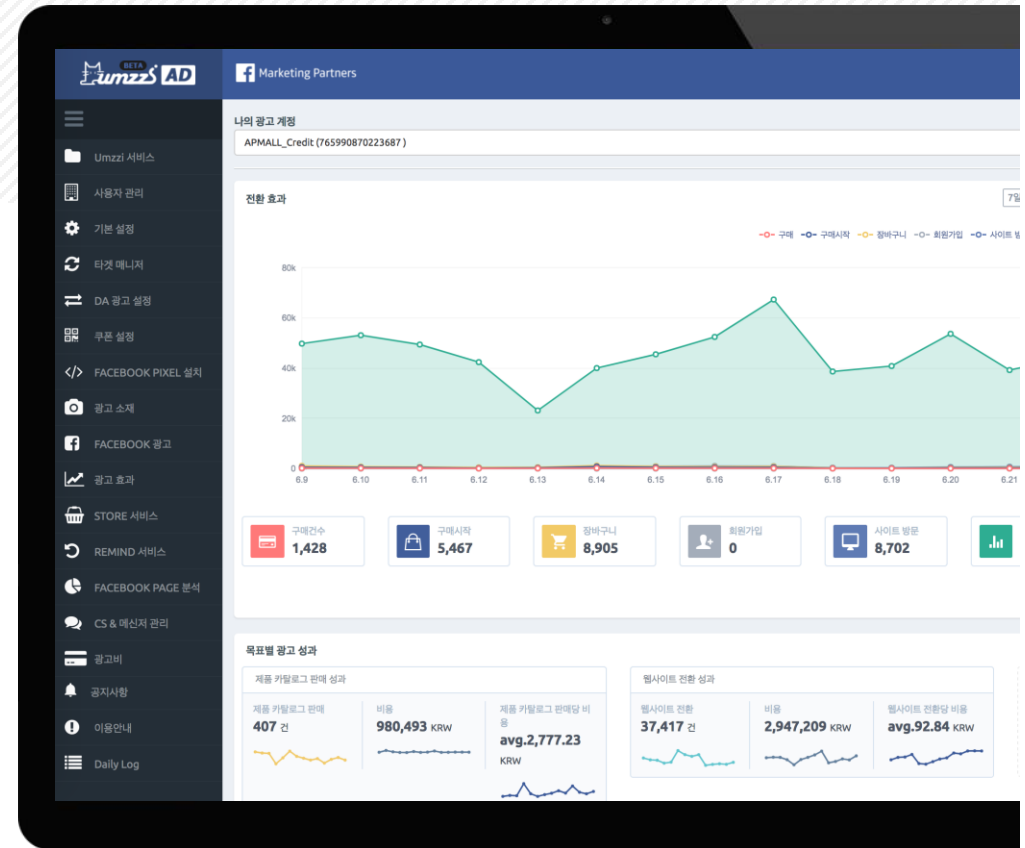 BETA
umzzi AD
Marketing Partners
나의 광고 계정
APMALL_Credit (765990870223687 )
Umzzi 서비스
사용자 관리
기본 설정
타겟 매니저
DA 광고 설정
쿠폰 설정
FACEBOOK PIXEL 설치
광고 소재
FACEBOOK 광고
광고 효과
STORE 서비스
REMIND 서비스
FACEBOOK PAGE 분석
CS & 메신저 관리
광고비
공지사항
이용안내
Daily Log
전환 효과
7일
구매 구매시작 장바구니 회원가입 사이트 방
80k
60k
40k
20k
0
6.9 6.10 6.11 6.12 6.13 6.14 6.15 6.16 6.17 6.18 6.19 6.20 6.21
구매건수
1,428
구매시작
5,467
장바구니
8,905
회원가입
0
사이트 방문
8,702
목표별 광고 성과
제품 카탈로그 판매 성과
제품 카탈로그 판매
407 건
비용
980,493 KRW
제품 카탈로그 판매당 비
용
avg.2,777.23
KRW
웹사이트 전환 성과
웹사이트 전환
37,417 건
비용
2,947,209 KRW
웹사이트 전환당 비용
avg.92.84 KRW